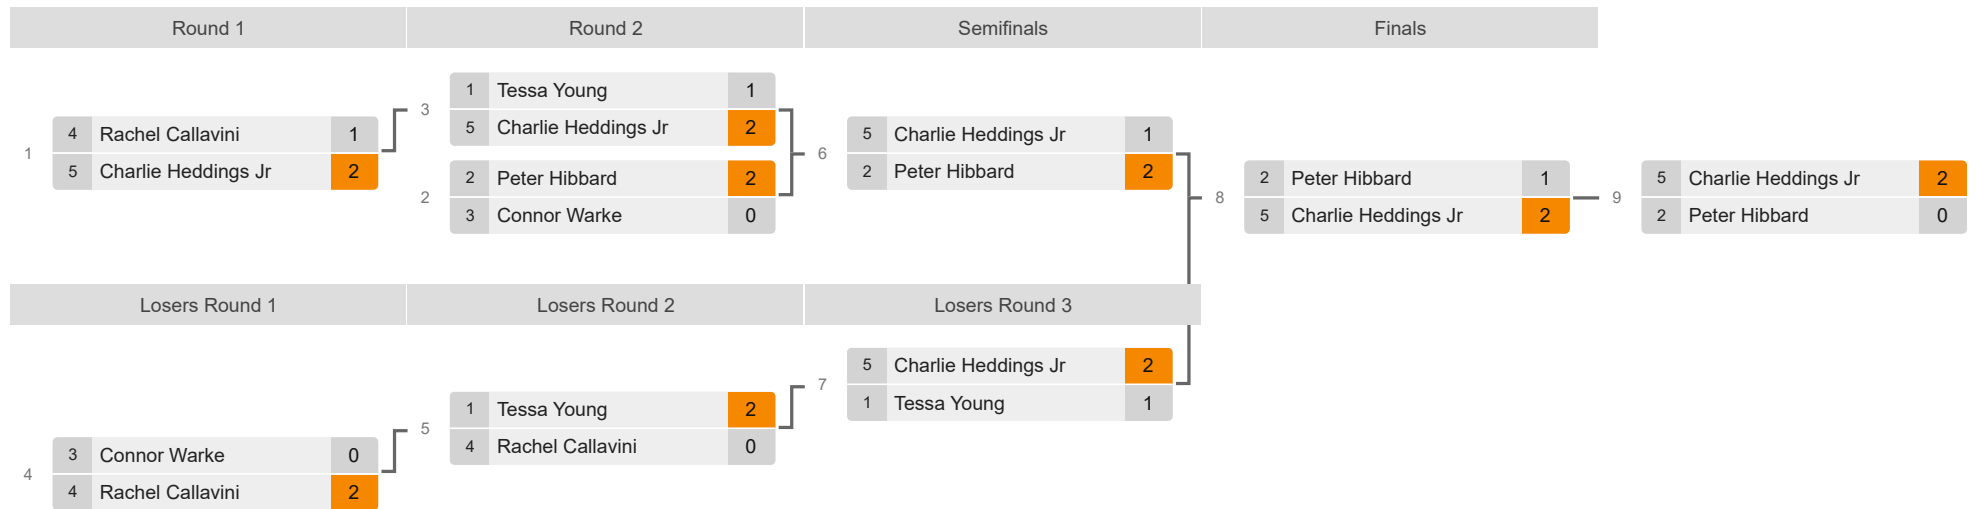 Round 1 Round 2 Semifinals Finals
1 Tessa Young 1
3
5 Charlie Heddings Jr 2
4 Rachel Callavini 1
1
5 Charlie Heddings Jr 2
2 Peter Hibbard 2
2
3 Connor Warke 0
5 Charlie Heddings Jr 1
6
2 Peter Hibbard 2
2 Peter Hibbard 1
8
5 Charlie Heddings Jr 2
5 Charlie Heddings Jr 2
9
2 Peter Hibbard 0
Losers Round 1 Losers Round 2 Losers Round 3
3 Connor Warke 0
4
4 Rachel Callavini 2
1 Tessa Young 2
5
4 Rachel Callavini 0
5 Charlie Heddings Jr 2
7
1 Tessa Young 1